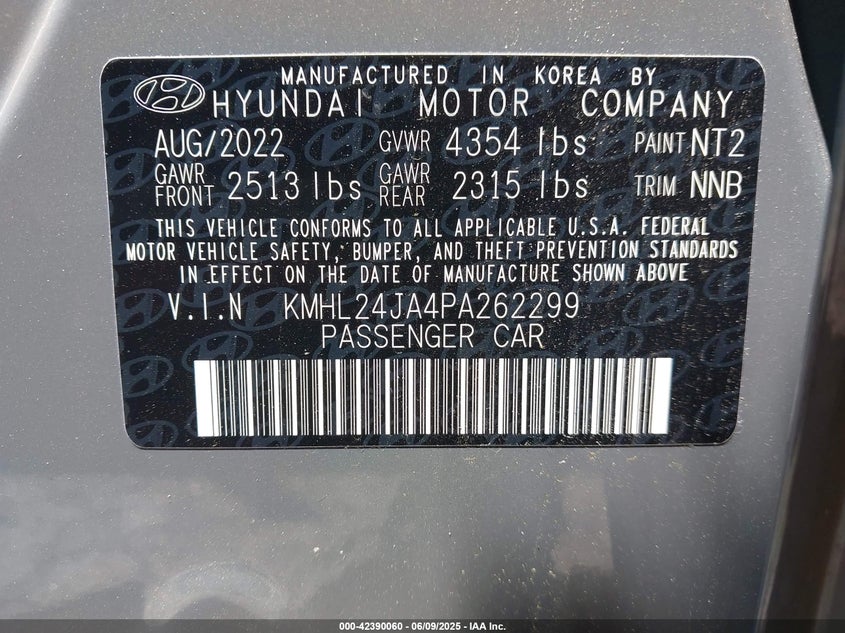 MANUFACTURED IN KOREA BY
HYUNDAI MOTOR COMPANY
AUG/2022 GVWR 4354 lbs PAINT NT2
GAWR FRONT 2513 lbs GAWR REAR 2315 lbs TRIM NNB
THIS VEHICLE CONFORMS TO ALL APPLICABLE U.S.A. FEDERAL
MOTOR VEHICLE SAFETY, BUMPER, AND THEFT PREVENTION STANDARDS
IN EFFECT ON THE DATE OF MANUFACTURE SHOWN ABOVE
V.I.N KMHL24JA4PA262299
PASSENGER CAR
000-42390060 - 06/09/2025 - IAA Inc.